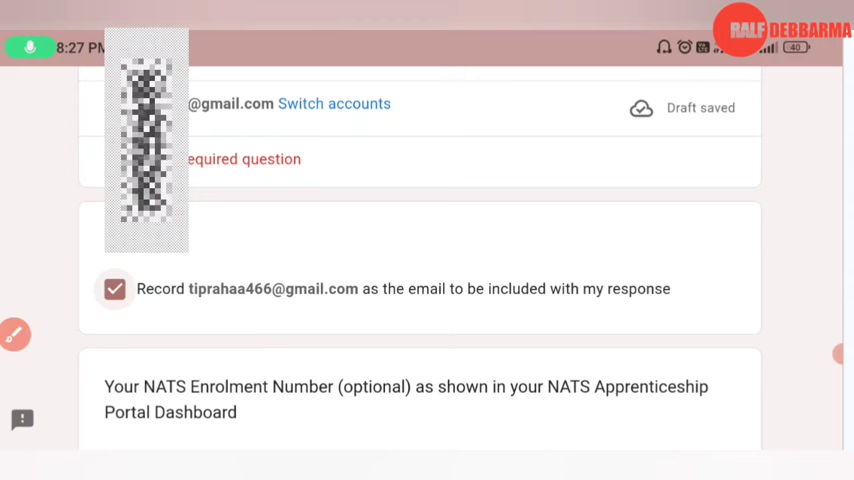 RALF DEBBARMA
8:27 PM
40
@gmail.com Switch accounts
Draft saved
equired question
Record tiprahaa466@gmail.com as the email to be included with my response
Your NATS Enrolment Number (optional) as shown in your NATS Apprenticeship
Portal Dashboard